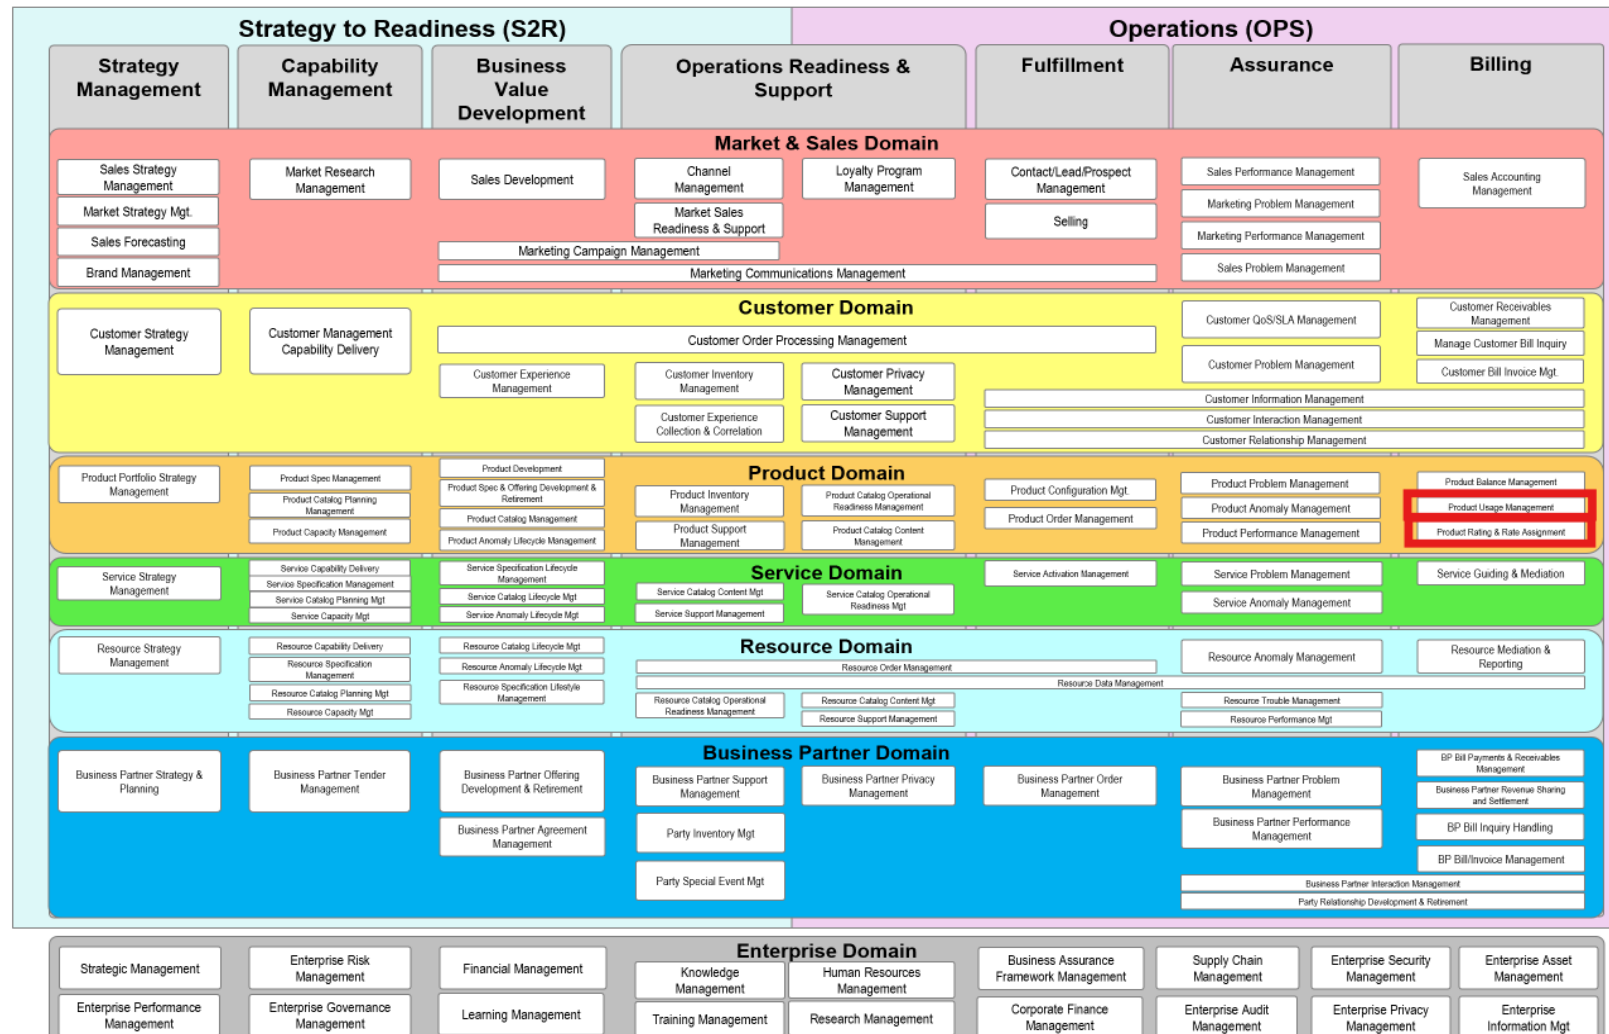 Strategy to Readiness (S2R)
Operations (OPS)
Strategy
Management
Capability
Management
Business
Value
Development
Operations Readiness &
Support
Fulfillment
Assurance
Billing
Market & Sales Domain
Sales Strategy
Management
Market Strategy Mgt.
Sales Forecasting
Brand Management
Market Research
Management
Sales Development
Channel
Management
Market Sales
Readiness & Support
Loyalty Program
Management
Marketing Campaign Management
Marketing Communications Management
Contact/Lead/Prospect
Management
Selling
Sales Performance Management
Marketing Problem Management
Marketing Performance Management
Sales Problem Management
Sales Accounting
Management
Customer Domain
Customer Strategy
Management
Customer Management
Capability Delivery
Customer Order Processing Management
Customer Experience
Management
Customer Inventory
Management
Customer Experience
Collection & Correlation
Customer Privacy
Management
Customer Support
Management
Customer QoS/SLA Management
Customer Problem Management
Customer Receivables
Management
Manage Customer Bill Inquiry
Customer Bill Invoice Mgt.
Customer Information Management
Customer Interaction Management
Customer Relationship Management
Product Domain
Product Portfolio Strategy
Management
Product Spec Management
Product Catalog Planning
Management
Product Capacity Management
Product Development
Product Spec & Offering Development &
Retirement
Product Catalog Management
Product Anomaly Lifecycle Management
Product Inventory
Management
Product Support
Management
Product Catalog Operational
Readiness Management
Product Catalog Content
Management
Product Configuration Mgt.
Product Order Management
Product Problem Management
Product Anomaly Management
Product Performance Management
Product Balance Management
Product Usage Management
Product Rating & Rate Assignment
Service Domain
Service Strategy
Management
Service Capability Delivery
Service Specification Management
Service Catalog Planning Mgt
Service Capacity Mgt
Service Specification Lifecycle
Management
Service Catalog Lifecycle Mgt
Service Anomaly Lifecycle Mgt
Service Catalog Content Mgt
Service Support Management
Service Catalog Operational
Readiness Mgt
Service Activation Management
Service Problem Management
Service Anomaly Management
Service Guiding & Mediation
Resource Domain
Resource Strategy
Management
Resource Capability Delivery
Resource Specification
Management
Resource Catalog Planning Mgt
Resource Capacity Mgt
Resource Catalog Lifecycle Mgt
Resource Anomaly Lifecycle Mgt
Resource Specification Lifestyle
Management
Resource Order Management
Resource Data Management
Resource Catalog Operational
Readiness Management
Resource Catalog Content Mgt
Resource Support Management
Resource Anomaly Management
Resource Trouble Management
Resource Performance Mgt
Resource Mediation &
Reporting
Business Partner Domain
Business Partner Strategy &
Planning
Business Partner Tender
Management
Business Partner Offering
Development & Retirement
Business Partner Agreement
Management
Business Partner Support
Management
Party Inventory Mgt
Party Special Event Mgt
Business Partner Privacy
Management
Business Partner Order
Management
Business Partner Problem
Management
Business Partner Performance
Management
BP Bill Payments & Receivables
Management
Business Partner Revenue Sharing
and Settlement
BP Bill Inquiry Handling
BP Bill/Invoice Management
Business Partner Interaction Management
Party Relationship Development & Retirement
Enterprise Domain
Strategic Management
Enterprise Risk
Management
Financial Management
Knowledge
Management
Human Resources
Management
Business Assurance
Framework Management
Supply Chain
Management
Enterprise Security
Management
Enterprise Asset
Management
Enterprise Performance
Management
Enterprise Governance
Management
Learning Management
Training Management
Research Management
Corporate Finance
Management
Enterprise Audit
Management
Enterprise Privacy
Management
Enterprise
Information Mgt